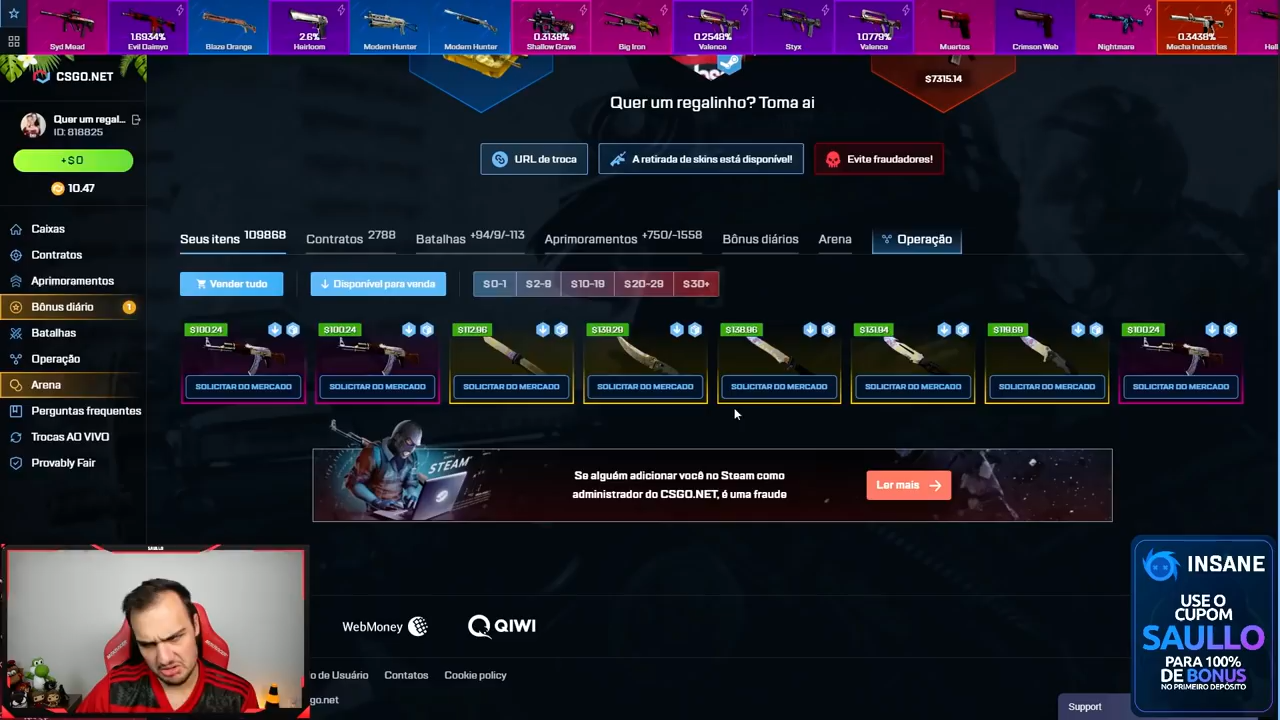 Syd Mead
1.6934%
Evil Daimyo
Blaze Orange
2.6%
Heirloom
Modern Hunter
Modern Hunter
0.3138%
Shallow Grave
Big Iron
0.2548%
Valence
Styx
1.0779%
Valence
Muertos
Crimson Web
Nightmare
0.3438%
Mecha Industries
Hell
CSGO.NET
Quer um regal...
ID: 818825
+$0
10.47
Caixas
Contratos
Aprimoramentos
Bônus diário 1
Batalhas
Operação
Arena
Perguntas frequentes
Trocas AO VIVO
Provably Fair
$7315.14
Quer um regalinho? Toma ai
URL de troca
A retirada de skins está disponível!
Evite fraudadores!
Seus itens 109868
Contratos 2788
Batalhas +94/9/-113
Aprimoramentos +750/-1558
Bônus diários
Arena
Operação
Vender tudo
Disponível para venda
$0-1
$2-9
$10-19
$20-29
$30+
$100.24
SOLICITAR DO MERCADO
$100.24
SOLICITAR DO MERCADO
$112.96
SOLICITAR DO MERCADO
$139.29
SOLICITAR DO MERCADO
$138.96
SOLICITAR DO MERCADO
$131.94
SOLICITAR DO MERCADO
$119.69
SOLICITAR DO MERCADO
$100.24
SOLICITAR DO MERCADO
STEAM
Se alguém adicionar você no Steam como
administrador do CSGO.NET, é uma fraude
Ler mais
WebMoney
QIWI
o de Usuário
Contatos
Cookie policy
go.net
SAULLO
INSANE
USE O
CUPOM
SAULLO
PARA 100%
DE BONUS
NO PRIMEIRO DEPÓSITO
Support